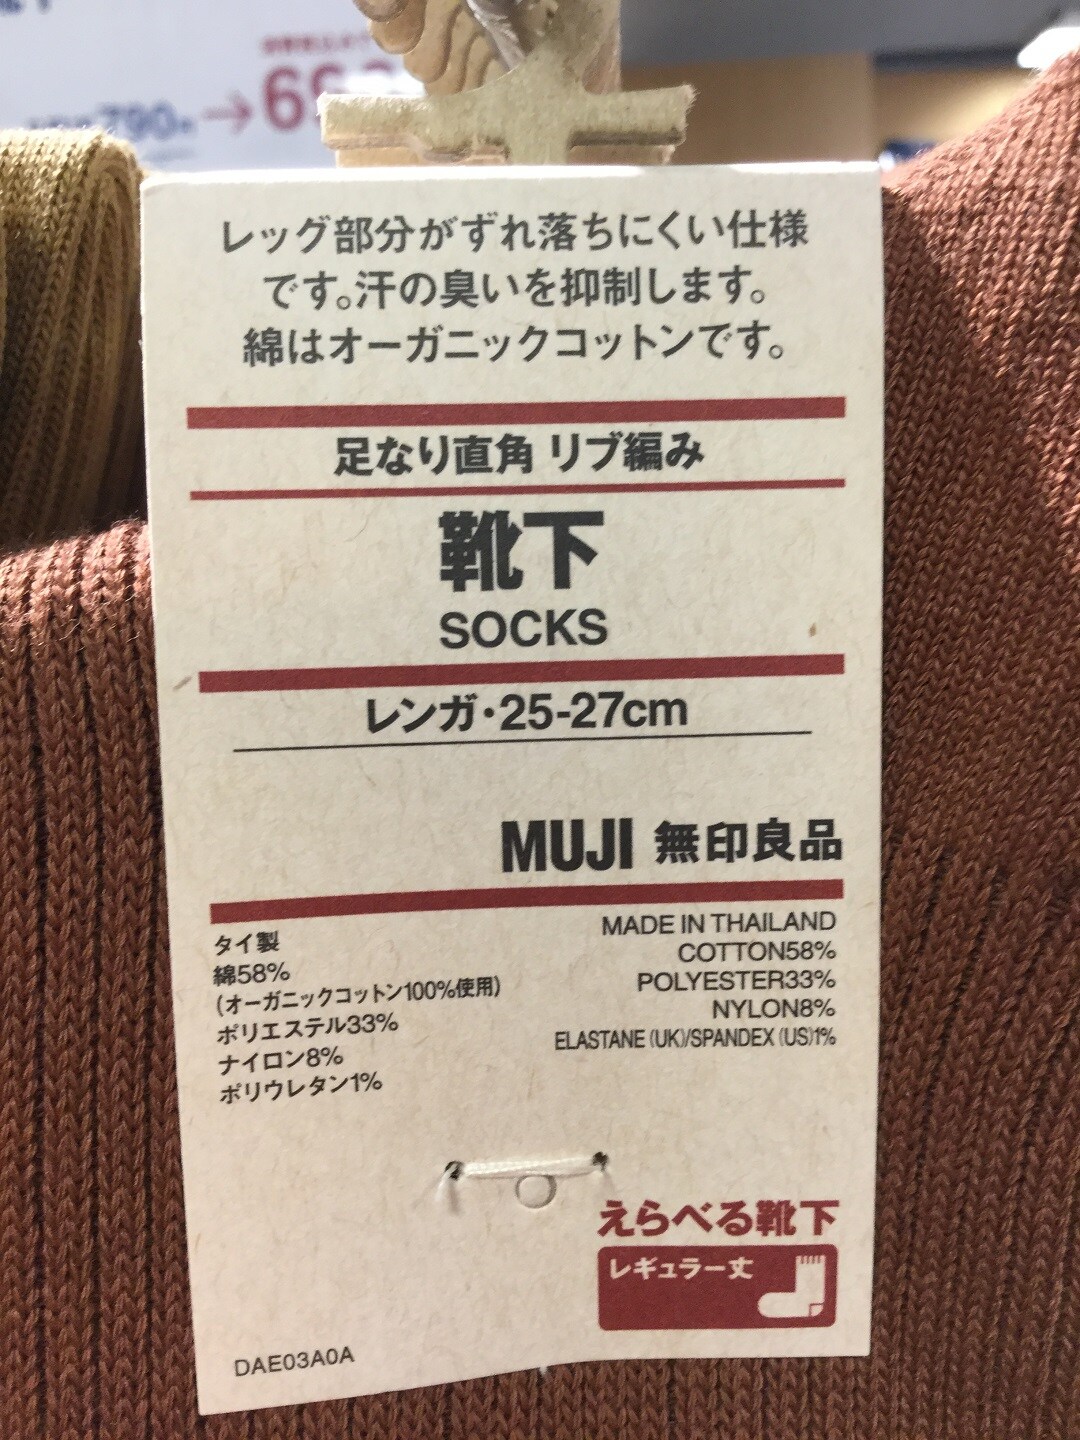 790
レッグ部分がずれ落ちにくい仕様
です。汗の臭いを抑制します。
綿はオーガニックコットンです。
足なり直角 リブ編み
靴下
SOCKS
レンガ・25-27cm
MUJI 無印良品
タイ製
綿58%
(オーガニックコットン100%使用)
ポリエステル33%
ナイロン8%
ポリウレタン1%
MADE IN THAILAND
COTTON58%
POLYESTER33%
NYLON8%
ELASTANE (UK)/SPANDEX (US)1%
えらべる靴下
レギュラー丈
DAE03A0A